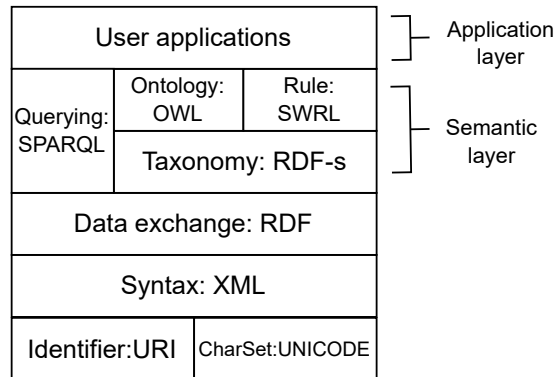 User applications
Application
layer
Querying:
SPARQL
Ontology:
OWL
Rule:
SWRL
Semantic
layer
Taxonomy: RDF-s
Data exchange: RDF
Syntax: XML
Identifier:URI
CharSet:UNICODE